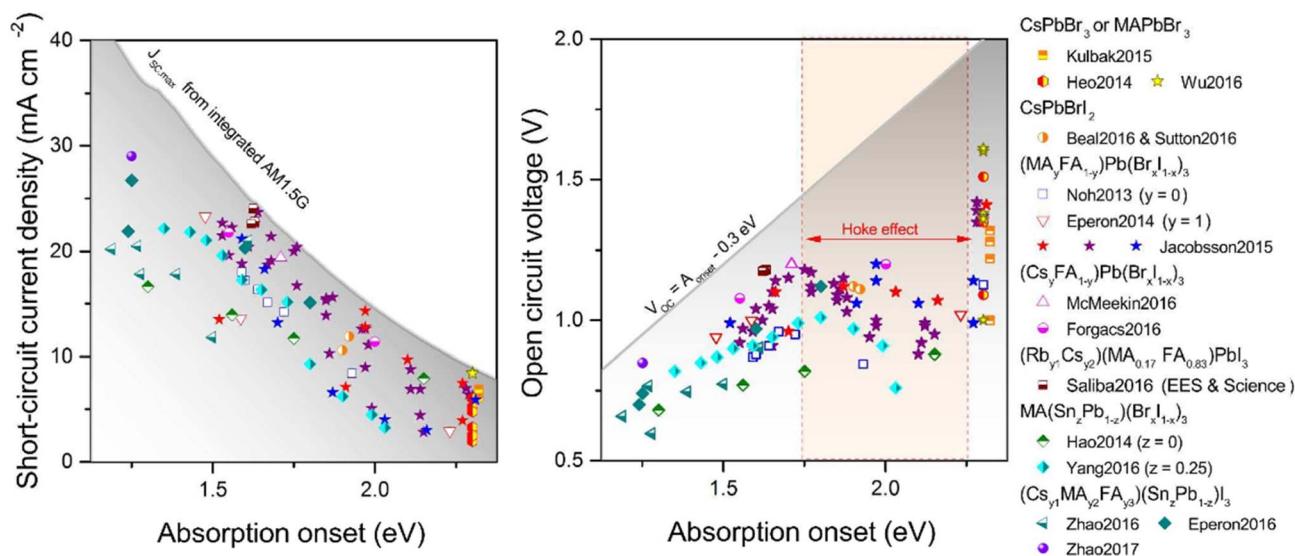 Short-circuit current density (mA cm⁻²)
40
30
20
10
0
J_SC,max from integrated AM1.5G
1.5
2.0
Absorption onset (eV)
Open circuit voltage (V)
2.0
1.5
1.0
0.5
V_OC = A_onset - 0.3 eV
Hoke effect
1.5
2.0
Absorption onset (eV)
CsPbBr₃ or MAPbBr₃
Kulbak2015
Heo2014 Wu2016
CsPbBrI₂
Beal2016 & Sutton2016
(MA_yFA_1-y)Pb(Br_xI_1-x)₃
Noh2013 (y = 0)
Eperon2014 (y = 1)
Jacobsson2015
(Cs_yFA_1-y)Pb(Br_xI_1-x)₃
McMeekin2016
Forgacs2016
(Rb_y1Cs_y2)(MA_0.17 FA_0.83)PbI₃
Saliba2016 (EES & Science )
MA(Sn_zPb_1-z)(Br_xI_1-x)₃
Hao2014 (z = 0)
Yang2016 (z = 0.25)
(Cs_y1MA_y2FA_y3)(Sn_zPb_1-z)I₃
Zhao2016 Eperon2016
Zhao2017